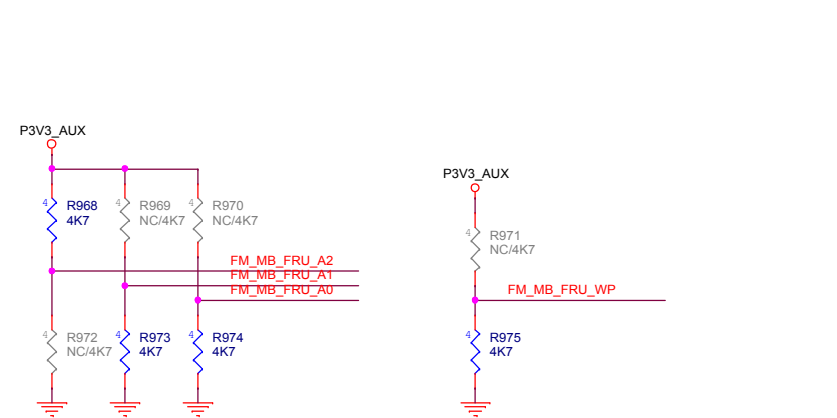 P3V3_AUX
4 R968
4K7
4 R969
NC/4K7
4 R970
NC/4K7
FM_MB_FRU_A2
FM_MB_FRU_A1
FM_MB_FRU_A0
4 R972
NC/4K7
4 R973
4K7
4 R974
4K7
P3V3_AUX
4 R971
NC/4K7
FM_MB_FRU_WP
4 R975
4K7